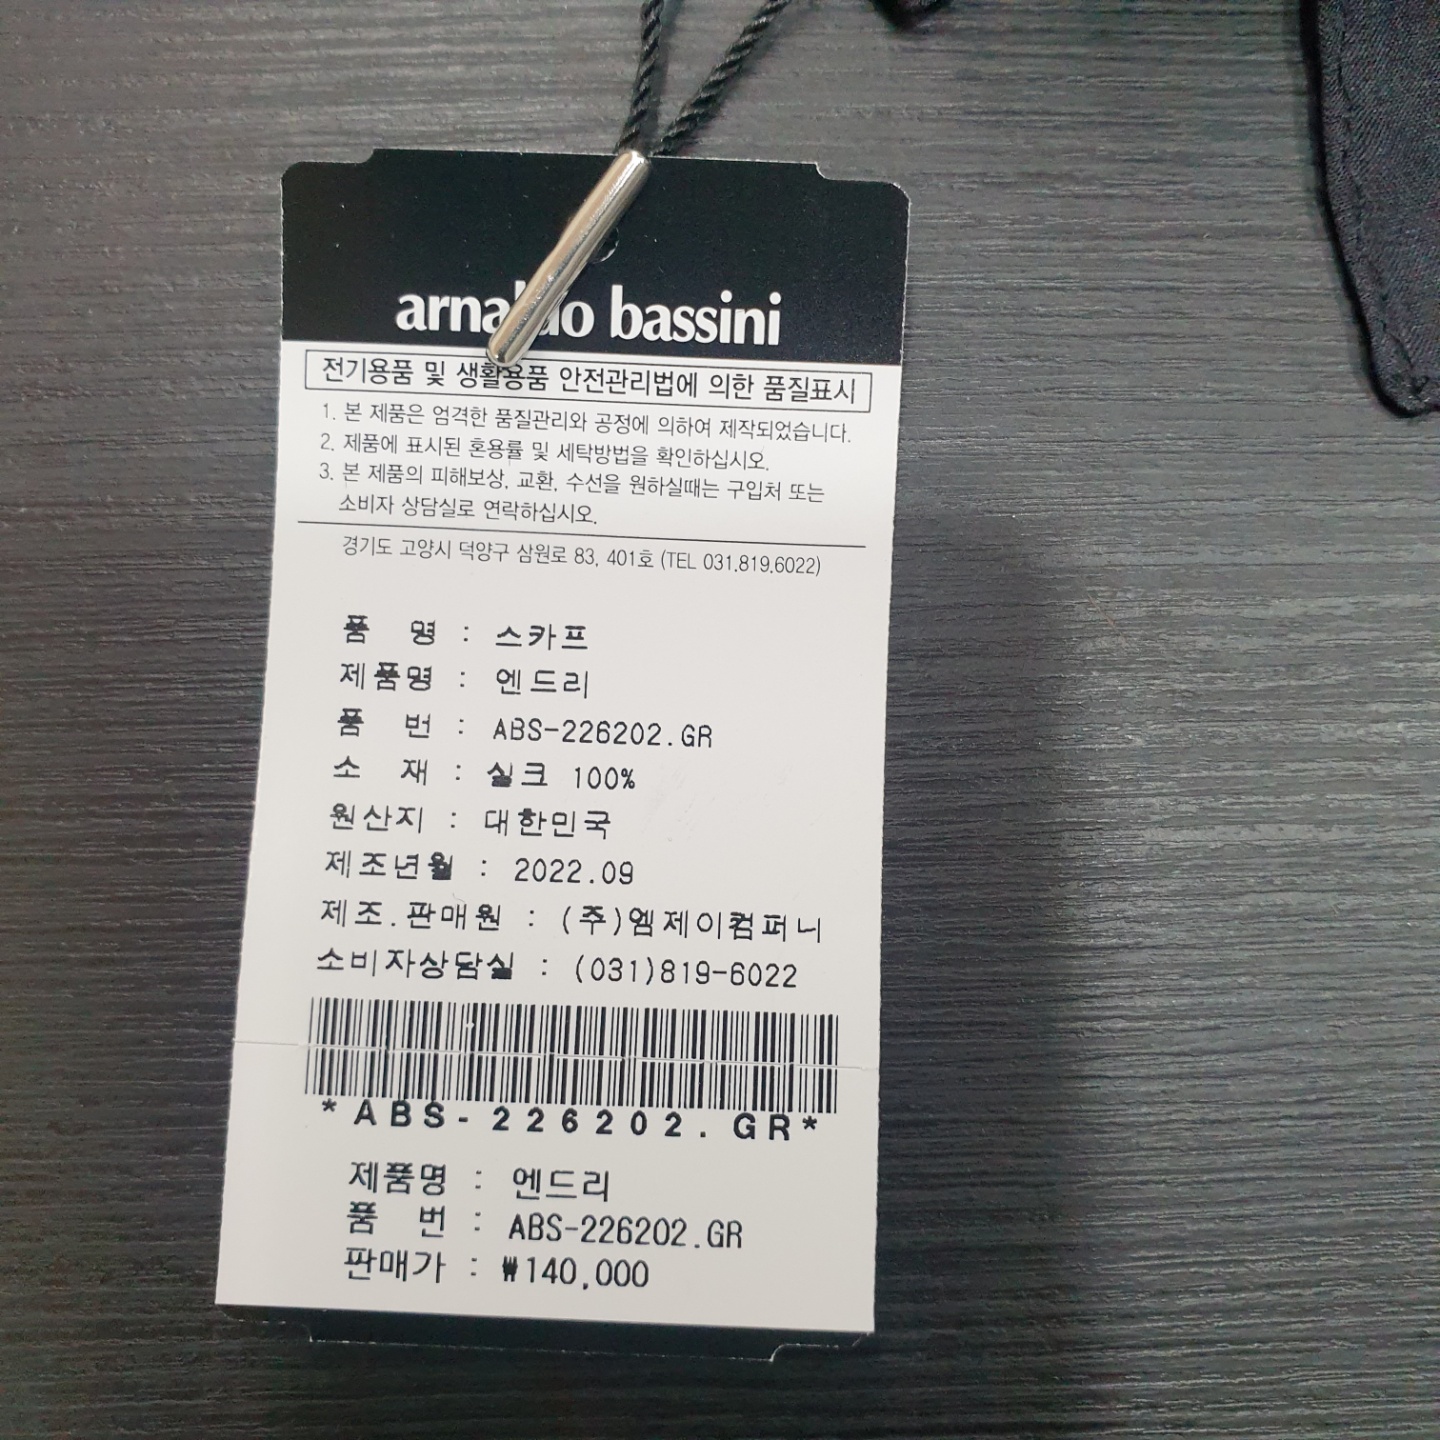 arnaldo bassini
전기용품 및 생활용품 안전관리법에 의한 품질표시
1. 본 제품은 엄격한 품질관리와 공정에 의하여 제작되었습니다.
2. 제품에 표시된 혼용률 및 세탁방법을 확인하십시오.
3. 본 제품의 피해보상, 교환, 수선을 원하실때는 구입처 또는
소비자 상담실로 연락하십시오.
경기도 고양시 덕양구 삼원로 83, 401호 (TEL 031.819.6022)
품 명 : 스카프
제품명 : 엔드리
품 번 : ABS-226202.GR
소 재 : 실크 100%
원산지 : 대한민국
제조년월 : 2022.09
제조.판매원 : (주)엠제이컴퍼니
소비자상담실 : (031)819-6022
*ABS-226202.GR*
제품명 : 엔드리
품 번 : ABS-226202.GR
판매가 : ₩140,000